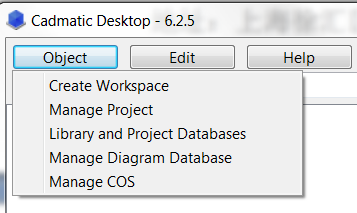 Cadmatic Desktop - 6.2.5
Object Edit Help
Create Workspace
Manage Project
Library and Project Databases
Manage Diagram Database
Manage COS